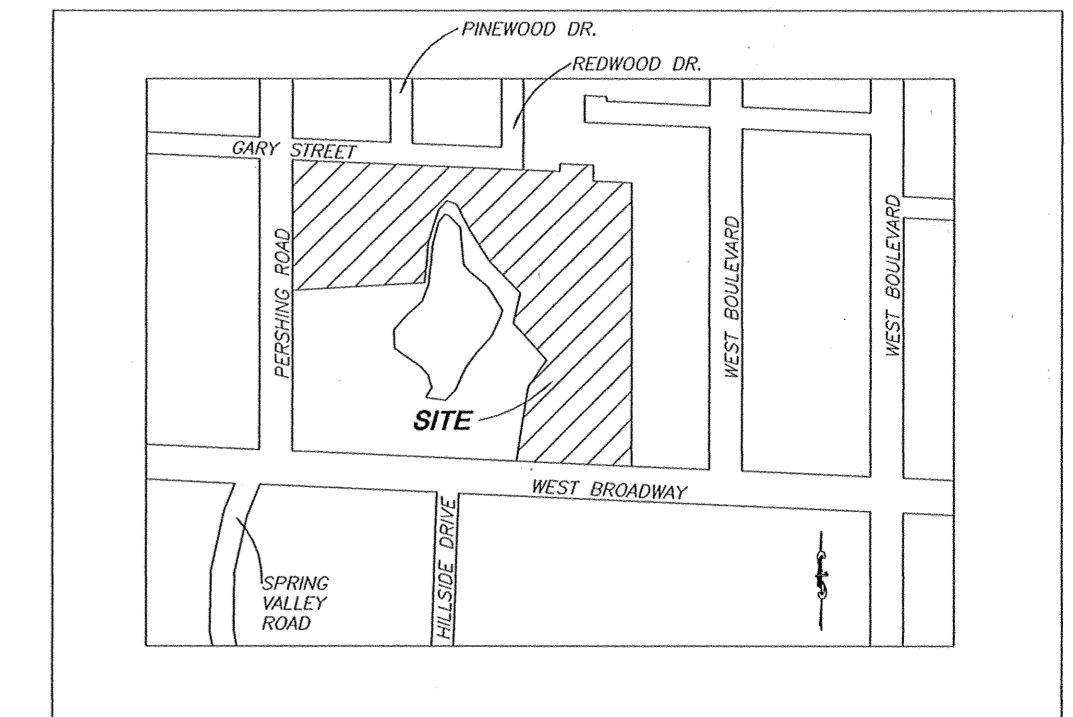 PINEWOOD DR.
REDWOOD DR.
GARY STREET
PERSHING ROAD
WEST BOULEVARD
WEST BOULEVARD
SITE
WEST BROADWAY
HILLSIDE DRIVE
SPRING
VALLEY
ROAD